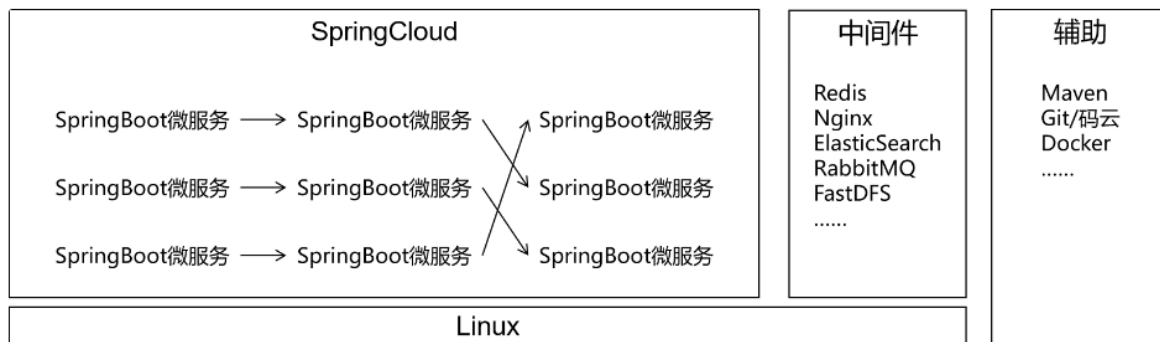 SpringCloud
SpringBoot微服务
SpringBoot微服务
SpringBoot微服务
SpringBoot微服务
SpringBoot微服务
SpringBoot微服务
SpringBoot微服务
SpringBoot微服务
SpringBoot微服务
中间件
Redis
Nginx
ElasticSearch
RabbitMQ
FastDFS
......
辅助
Maven
Git/码云
Docker
......
Linux